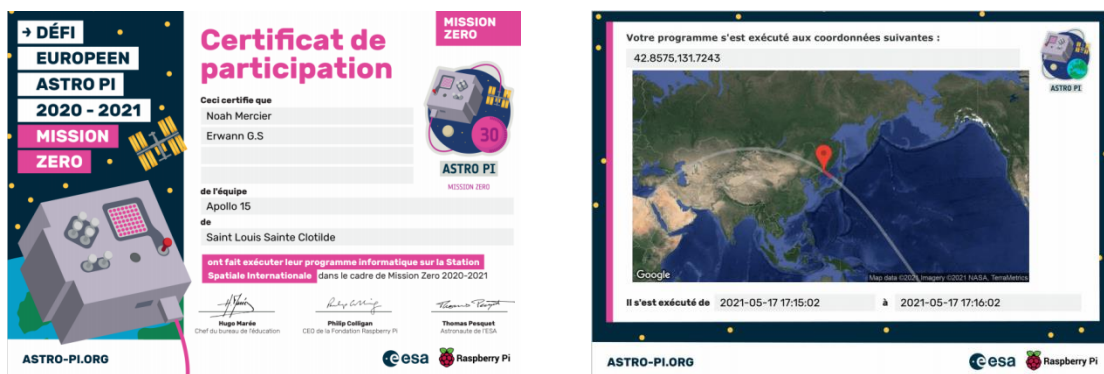 → DÉFI
EUROPEEN
ASTRO PI
2020 - 2021
MISSION
ZERO
ASTRO-PI.ORG
MISSION
ZERO
Certificat de
participation
30
ASTRO PI
MISSION ZERO
Ceci certifie que
Noah Mercier
Erwann G.S
de l'équipe
Apollo 15
de
Saint Louis Sainte Clotilde
ont fait exécuter leur programme informatique sur la Station
Spatiale Internationale dans le cadre de Mission Zero 2020-2021
Hugo Marée
Chef du bureau de l'éducation
Philip Colligan
CEO de la Fondation Raspberry Pi
Thomas Pesquet
Astronaute de l'ESA
esa Raspberry Pi
Votre programme s'est exécuté aux coordonnées suivantes :
42.8575,131.7243
ASTRO PI
Google
Map data ©2021 Imagery ©2021 NASA, TerraMetrics
Il s'est exécuté de 2021-05-17 17:15:02 à 2021-05-17 17:16:02
ASTRO-PI.ORG
esa Raspberry Pi